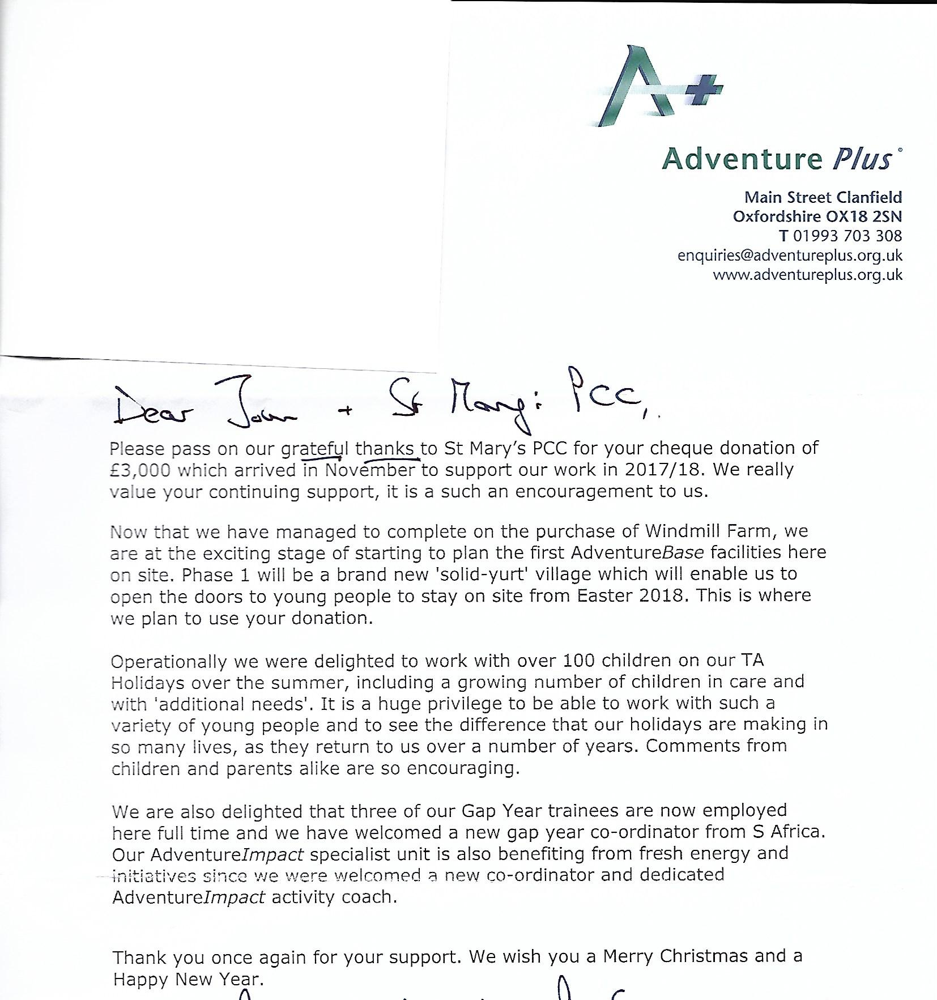 A+
Adventure Plus®
Main Street Clanfield
Oxfordshire OX18 2SN
T 01993 703 308
enquiries@adventureplus.org.uk
www.adventureplus.org.uk
Dear John + St Mary's PCC,
Please pass on our grateful thanks to St Mary’s PCC for your cheque donation of
£3,000 which arrived in November to support our work in 2017/18. We really
value your continuing support, it is a such an encouragement to us.
Now that we have managed to complete on the purchase of Windmill Farm, we
are at the exciting stage of starting to plan the first AdventureBase facilities here
on site. Phase 1 will be a brand new 'solid-yurt' village which will enable us to
open the doors to young people to stay on site from Easter 2018. This is where
we plan to use your donation.
Operationally we were delighted to work with over 100 children on our TA
Holidays over the summer, including a growing number of children in care and
with 'additional needs'. It is a huge privilege to be able to work with such a
variety of young people and to see the difference that our holidays are making in
so many lives, as they return to us over a number of years. Comments from
children and parents alike are so encouraging.
We are also delighted that three of our Gap Year trainees are now employed
here full time and we have welcomed a new gap year co-ordinator from S Africa.
Our AdventureImpact specialist unit is also benefiting from fresh energy and
initiatives since we were welcomed a new co-ordinator and dedicated
AdventureImpact activity coach.
Thank you once again for your support. We wish you a Merry Christmas and a
Happy New Year.